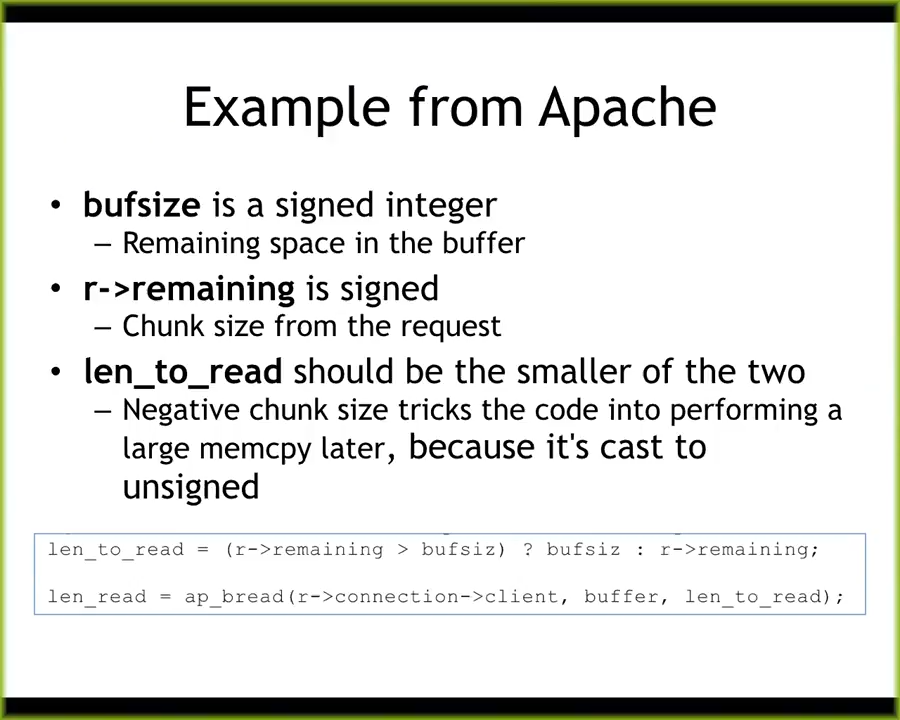 Example from Apache
• bufsize is a signed integer
– Remaining space in the buffer
• r->remaining is signed
– Chunk size from the request
• len_to_read should be the smaller of the two
– Negative chunk size tricks the code into performing a
large memcpy later, because it's cast to
unsigned
len_to_read = (r->remaining > bufsiz) ? bufsiz : r->remaining;
len_read = ap_bread(r->connection->client, buffer, len_to_read);